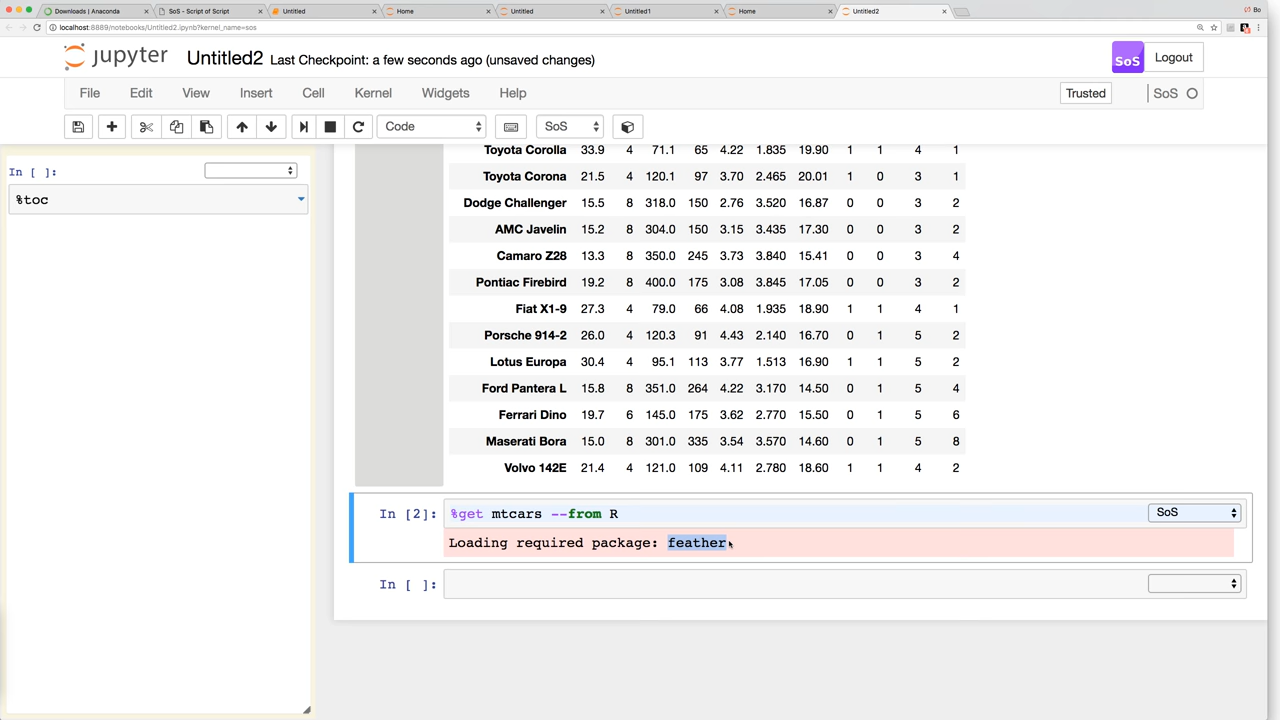 Downloads | Anaconda
SoS - Script of Script
Untitled
Home
Untitled
Untitled1
Home
Untitled2
Bo
localhost:8889/notebooks/Untitled2.ipynb?kernel_name=sos
jupyter Untitled2 Last Checkpoint: a few seconds ago (unsaved changes)
SoS
Logout
File Edit View Insert Cell Kernel Widgets Help
Trusted
SoS
Code
SoS
In [ ]:
%toc
Toyota Corolla 33.9 4 71.1 65 4.22 1.835 19.90 1 1 4 1
Toyota Corona 21.5 4 120.1 97 3.70 2.465 20.01 1 0 3 1
Dodge Challenger 15.5 8 318.0 150 2.76 3.520 16.87 0 0 3 2
AMC Javelin 15.2 8 304.0 150 3.15 3.435 17.30 0 0 3 2
Camaro Z28 13.3 8 350.0 245 3.73 3.840 15.41 0 0 3 4
Pontiac Firebird 19.2 8 400.0 175 3.08 3.845 17.05 0 0 3 2
Fiat X1-9 27.3 4 79.0 66 4.08 1.935 18.90 1 1 4 1
Porsche 914-2 26.0 4 120.3 91 4.43 2.140 16.70 0 1 5 2
Lotus Europa 30.4 4 95.1 113 3.77 1.513 16.90 1 1 5 2
Ford Pantera L 15.8 8 351.0 264 4.22 3.170 14.50 0 1 5 4
Ferrari Dino 19.7 6 145.0 175 3.62 2.770 15.50 0 1 5 6
Maserati Bora 15.0 8 301.0 335 3.54 3.570 14.60 0 1 5 8
Volvo 142E 21.4 4 121.0 109 4.11 2.780 18.60 1 1 4 2
In [2]: %get mtcars --from R
SoS
Loading required package: feather
In [ ]: